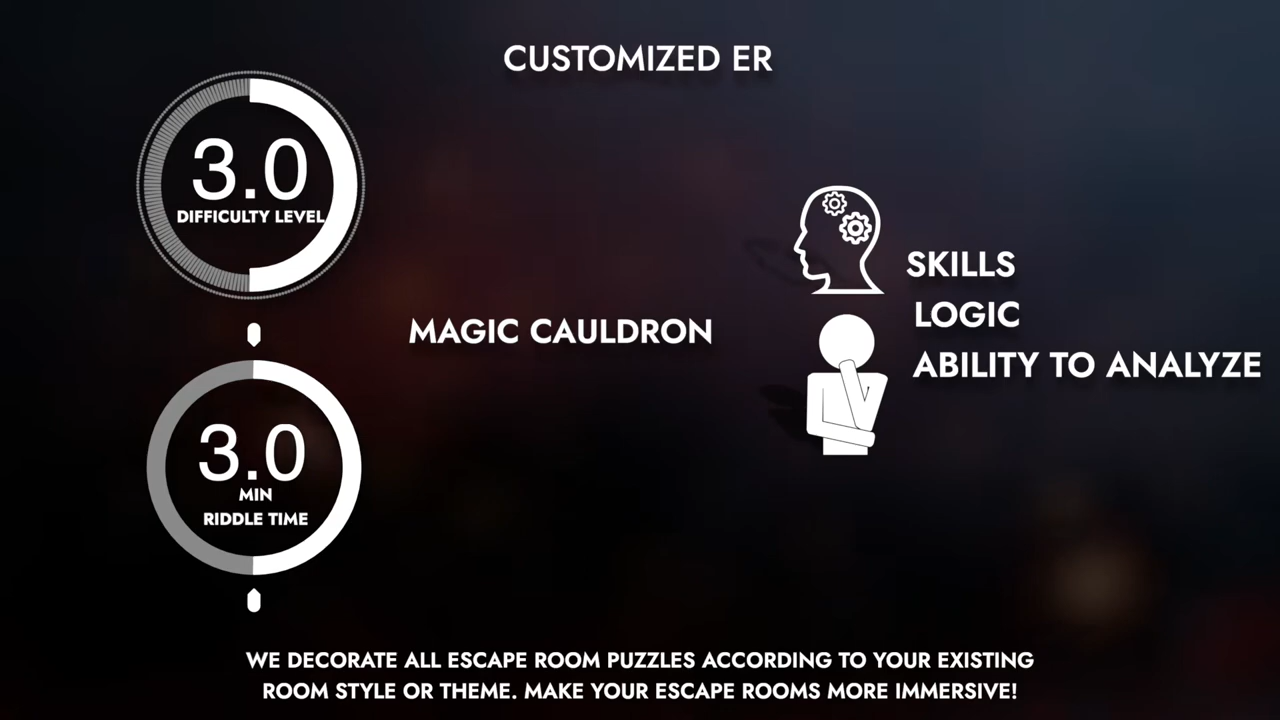 CUSTOMIZED ER
3.0
DIFFICULTY LEVEL
3.0
MIN
RIDDLE TIME
MAGIC CAULDRON
SKILLS
LOGIC
ABILITY TO ANALYZE
WE DECORATE ALL ESCAPE ROOM PUZZLES ACCORDING TO YOUR EXISTING
ROOM STYLE OR THEME. MAKE YOUR ESCAPE ROOMS MORE IMMERSIVE!